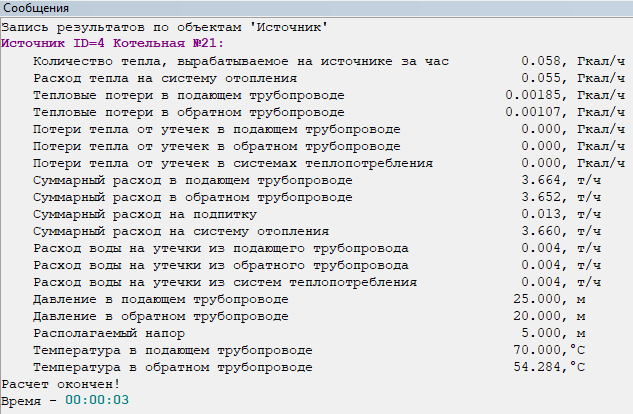 Сообщения
Запись результатов по объектам 'Источник'
Источник ID=4 Котельная №21:
Количество тепла, вырабатываемое на источнике за час 0.058, Гкал/ч
Расход тепла на систему отопления 0.055, Гкал/ч
Тепловые потери в подающем трубопроводе 0.00185, Гкал/ч
Тепловые потери в обратном трубопроводе 0.00107, Гкал/ч
Потери тепла от утечек в подающем трубопроводе 0.000, Гкал/ч
Потери тепла от утечек в обратном трубопроводе 0.000, Гкал/ч
Потери тепла от утечек в системах теплопотребления 0.000, Гкал/ч
Суммарный расход в подающем трубопроводе 3.664, т/ч
Суммарный расход в обратном трубопроводе 3.652, т/ч
Суммарный расход на подпитку 0.013, т/ч
Суммарный расход на систему отопления 3.660, т/ч
Расход воды на утечки из подающего трубопровода 0.004, т/ч
Расход воды на утечки из обратного трубопровода 0.004, т/ч
Расход воды на утечки из систем теплопотребления 0.004, т/ч
Давление в подающем трубопроводе 25.000, м
Давление в обратном трубопроводе 20.000, м
Располагаемый напор 5.000, м
Температура в подающем трубопроводе 70.000,°C
Температура в обратном трубопроводе 54.284,°C
Расчет окончен!
Время - 00:00:03